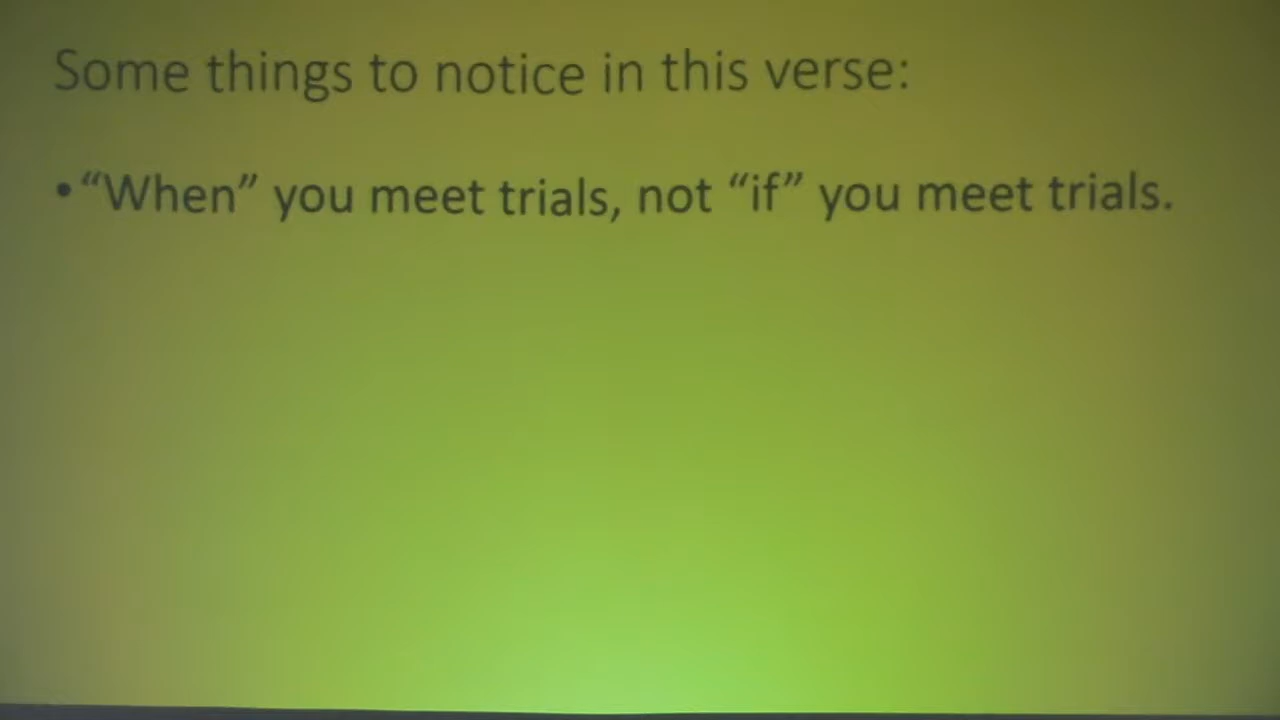 Some things to notice in this verse:
• “When” you meet trials, not “if” you meet trials.